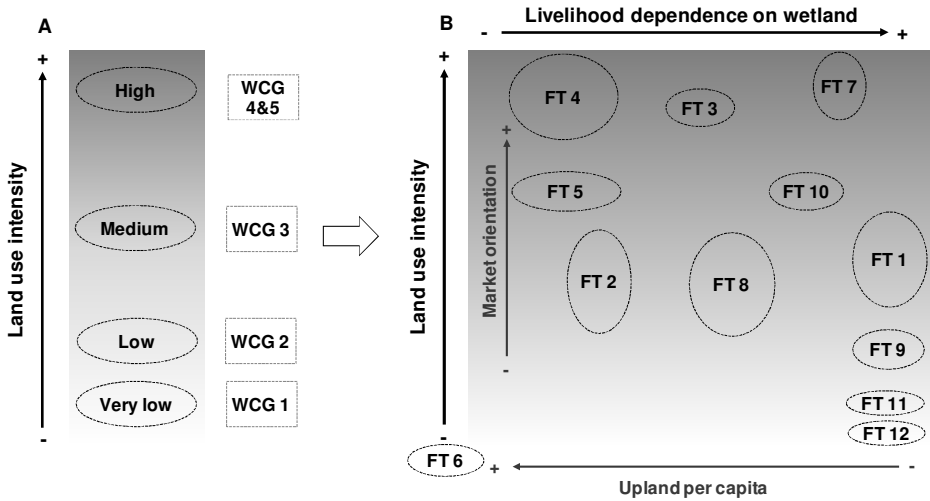 A
+
Land use intensity
-
High
WCG
4&5
Medium
WCG 3
Low
WCG 2
Very low
WCG 1
B
Livelihood dependence on wetland
-
+
+
Land use intensity
-
FT 4
FT 3
FT 7
+
Market orientation
-
FT 5
FT 10
FT 2
FT 8
FT 1
FT 9
FT 11
FT 12
FT 6
+
-
Upland per capita